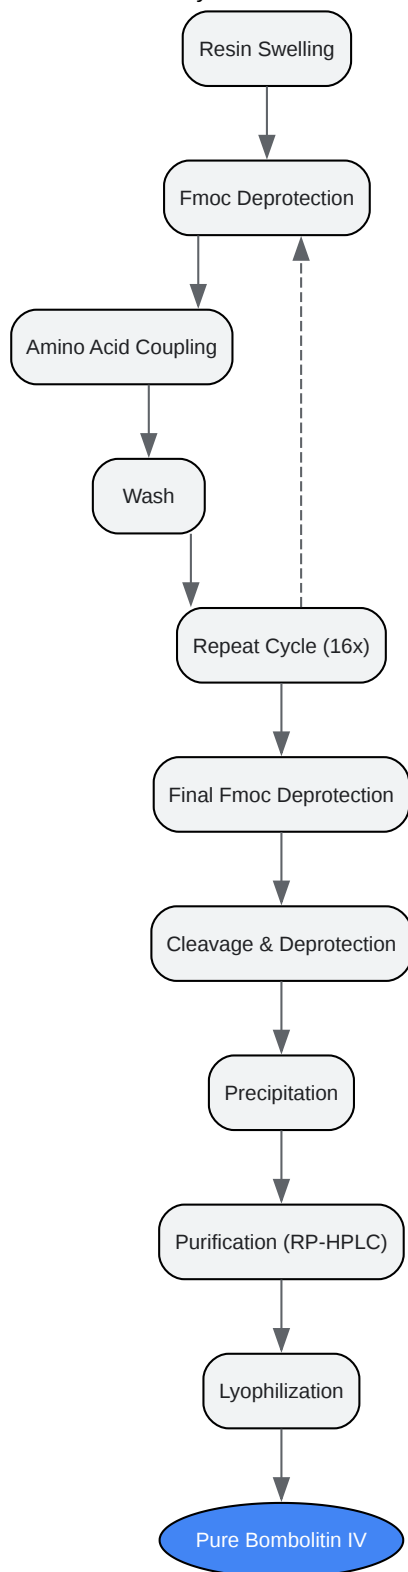 Resin Swelling
Fmoc Deprotection
Amino Acid Coupling
Wash
Repeat Cycle (16x)
Final Fmoc Deprotection
Cleavage & Deprotection
Precipitation
Purification (RP-HPLC)
Lyophilization
Pure Bombolitin IV